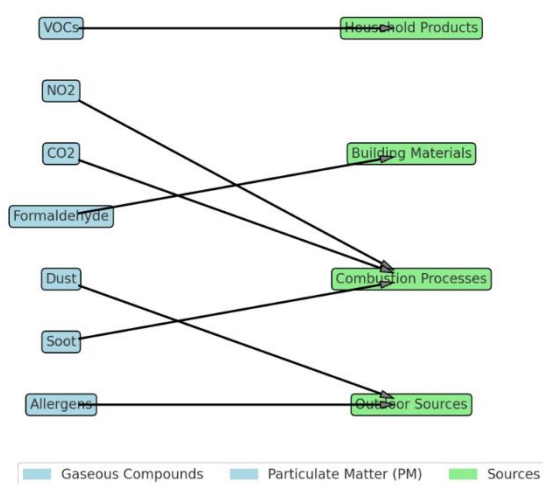 VOCs Household Products
NO2
CO2 Building Materials
Formaldehyde
Dust Combustion Processes
Soot
Allergens Outdoor Sources
Gaseous Compounds Particulate Matter (PM) Sources